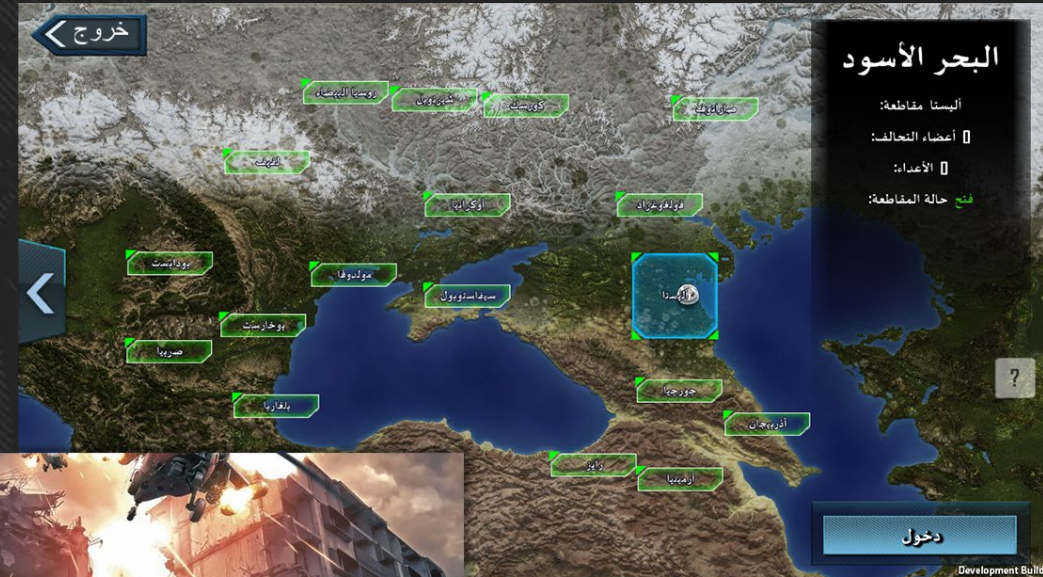 خروج
البحر الأسود
أليستا مقاطعة:
أعضاء التحالف:
الأعداء:
فتح حالة المقاطعة:
روسيا البيضاء
كورسك
أوكرانيا
فولغوغراد
بودابست
مولدوفا
سيفاستوبول
بوخارست
صربيا
بلغاريا
جورجيا
أذربيجان
رايز
أرمينيا
?
دخول
Development Build